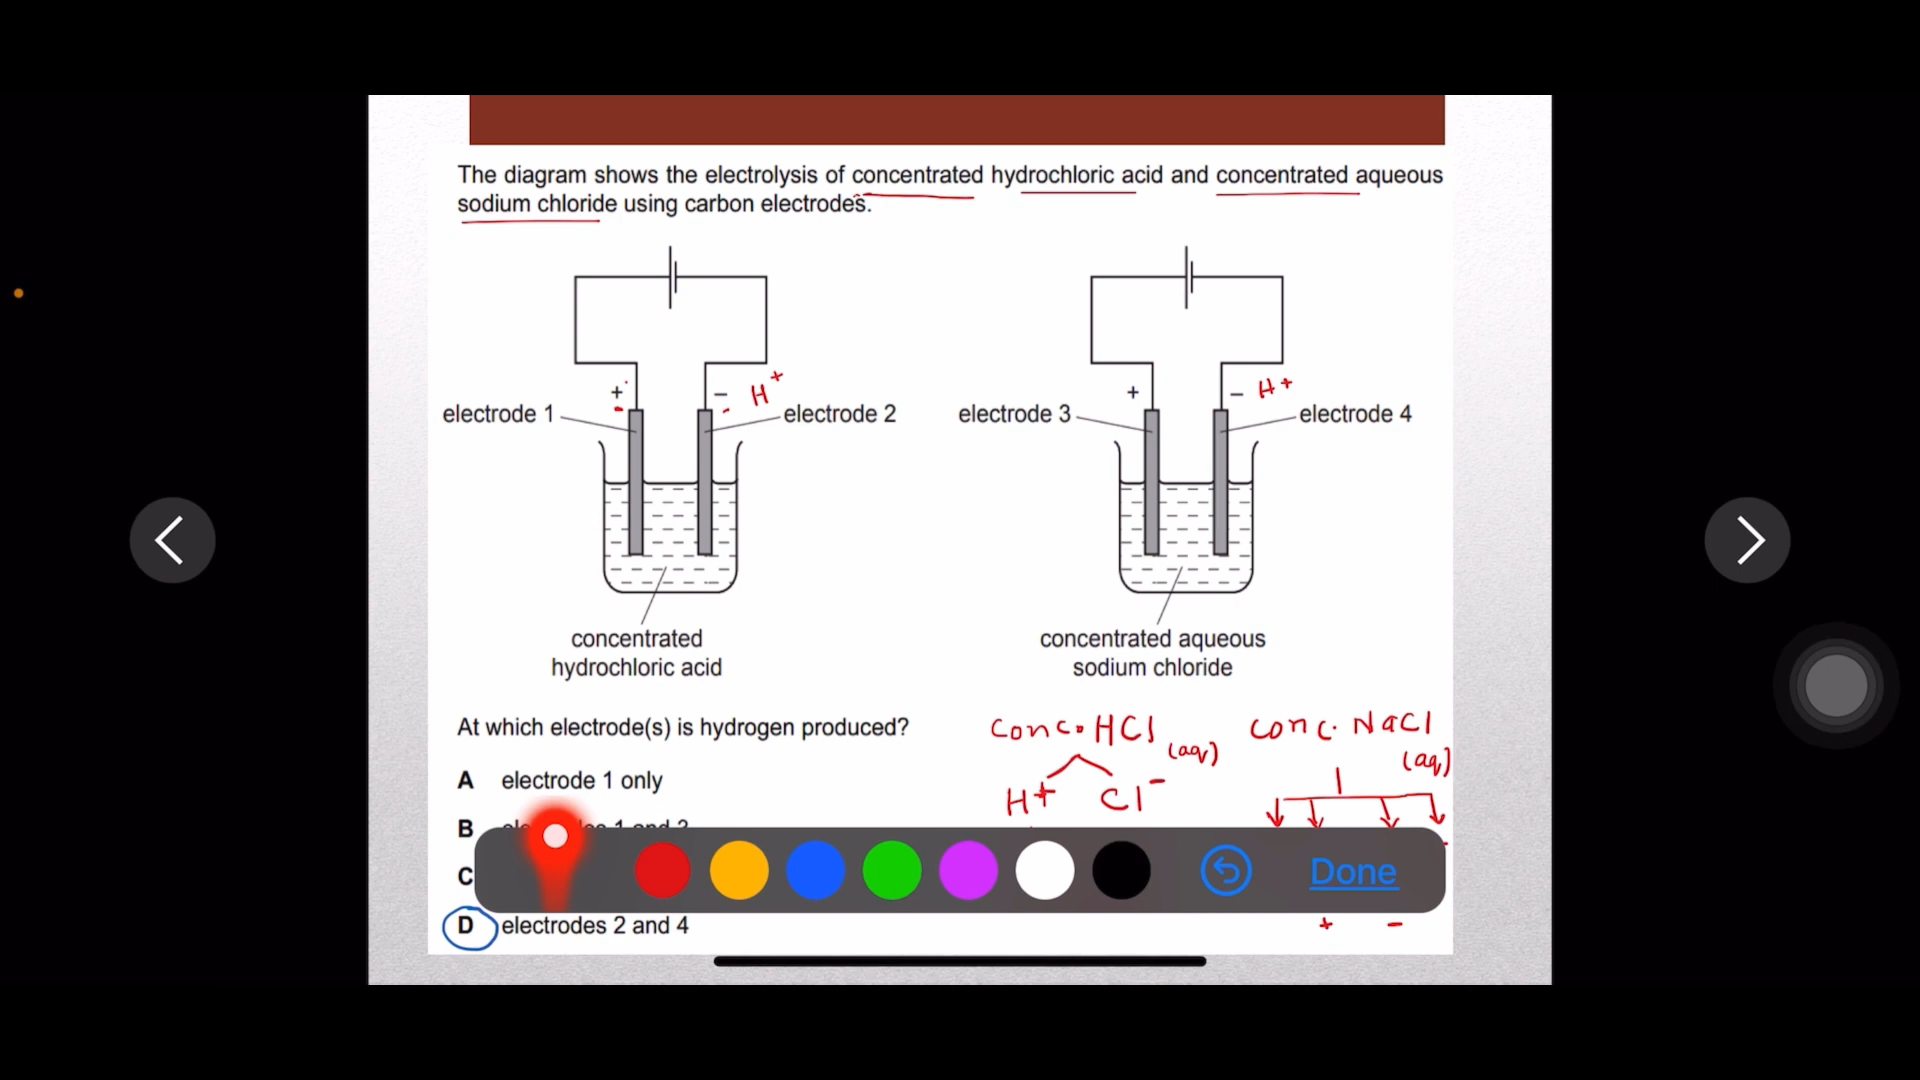 The diagram shows the electrolysis of concentrated hydrochloric acid and concentrated aqueous
sodium chloride using carbon electrodes.
+ − H+
electrode 1 electrode 2
+ − H+
electrode 3 electrode 4
concentrated
hydrochloric acid
concentrated aqueous
sodium chloride
At which electrode(s) is hydrogen produced?
conc. HCl (aq)
H+ Cl−
conc. NaCl
(aq)
A electrode 1 only
B
C
Done
D electrodes 2 and 4
+ −